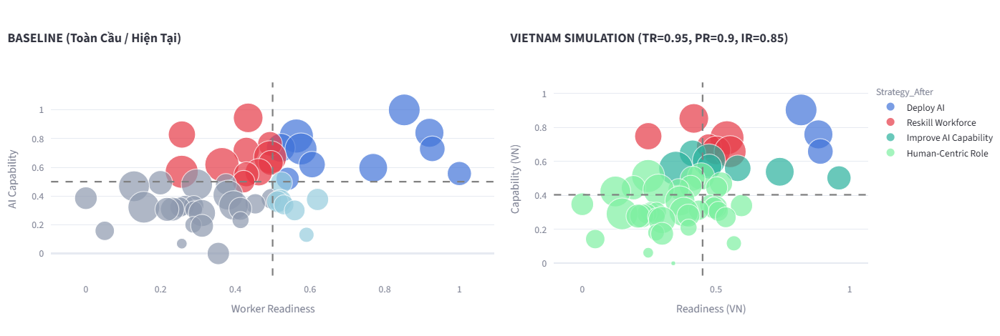 BASELINE (Toàn Cầu / Hiện Tại)
AI Capability
1
0.8
0.6
0.4
0.2
0
0
0.2
0.4
0.6
0.8
1
Worker Readiness
VIETNAM SIMULATION (TR=0.95, PR=0.9, IR=0.85)
Capability (VN)
1
0.8
0.6
0.4
0.2
0
0
0.5
1
Readiness (VN)
Strategy_After
Deploy AI
Reskill Workforce
Improve AI Capability
Human-Centric Role